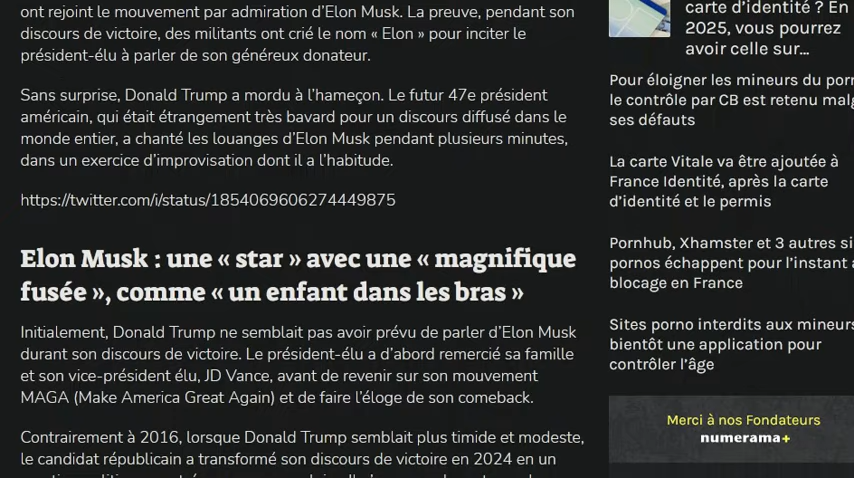 ont rejoint le mouvement par admiration d'Elon Musk. La preuve, pendant son
discours de victoire, des militants ont crié le nom « Elon » pour inciter le
président-élu à parler de son généreux donateur.
Sans surprise, Donald Trump a mordu à l'hameçon. Le futur 47e président
américain, qui était étrangement très bavard pour un discours diffusé dans le
monde entier, a chanté les louanges d'Elon Musk pendant plusieurs minutes,
dans un exercice d'improvisation dont il a l'habitude.
https://twitter.com/i/status/1854069606274449875
Elon Musk : une « star » avec une « magnifique
fusée », comme « un enfant dans les bras »
Initialement, Donald Trump ne semblait pas avoir prévu de parler d'Elon Musk
durant son discours de victoire. Le président-élu a d'abord remercié sa famille
et son vice-président élu, JD Vance, avant de revenir sur son mouvement
MAGA (Make America Great Again) et de faire l'éloge de son comeback.
Contrairement à 2016, lorsque Donald Trump semblait plus timide et modeste,
le candidat républicain a transformé son discours de victoire en 2024 en un
carte d'identité ? En
2025, vous pourrez
avoir celle sur...
Pour éloigner les mineurs du
le contrôle par CB est retenu
ses défauts
La carte Vitale va être ajoutée à
France Identité, après la carte
d'identité et le permis
Pornhub, Xhamster et 3 autres
pornos échappent pour l'instant
blocage en France
Sites porno interdits aux mineurs
bientôt une application pour
contrôler l'âge
Merci à nos Fondateurs
numerama+